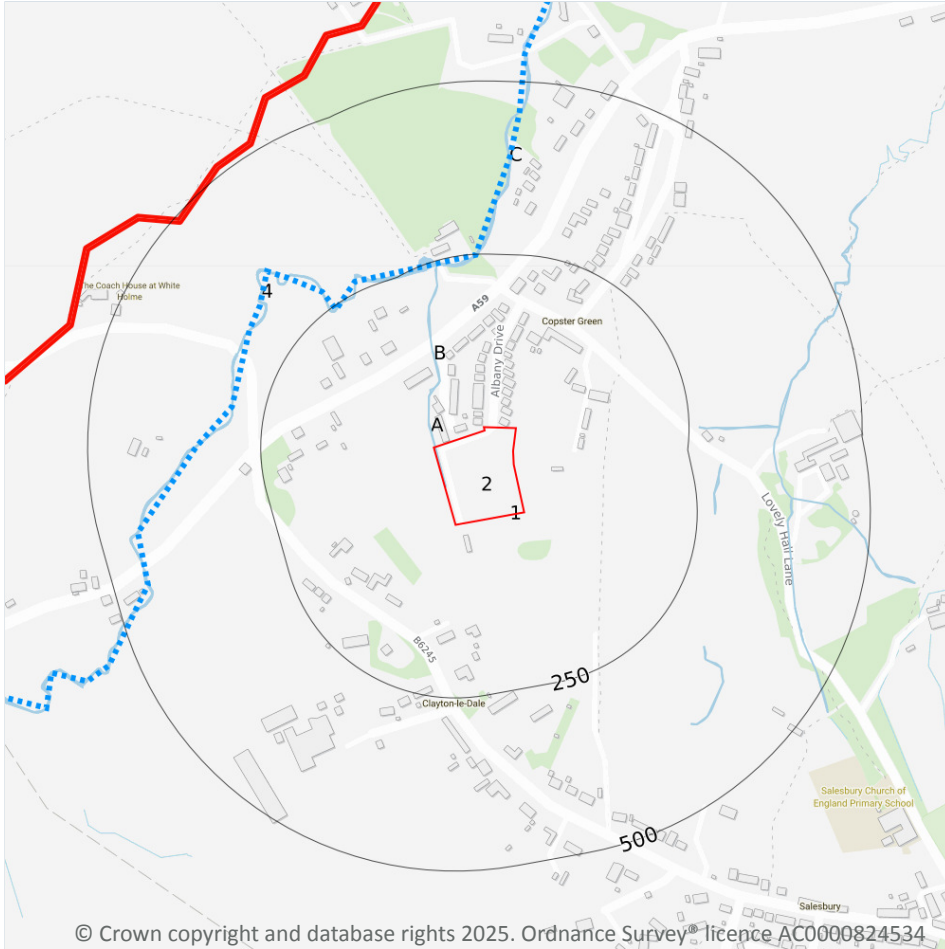 C
The Coach House at White
Holme
4
A59
Copster Green
B
Albany Drive
A
2
1
Lovely Hall Lane
B6245
250
Clayton-le-Dale
Salesbury Church of
England Primary School
500
Salesbury
© Crown copyright and database rights 2025. Ordnance Survey® licence AC0000824534